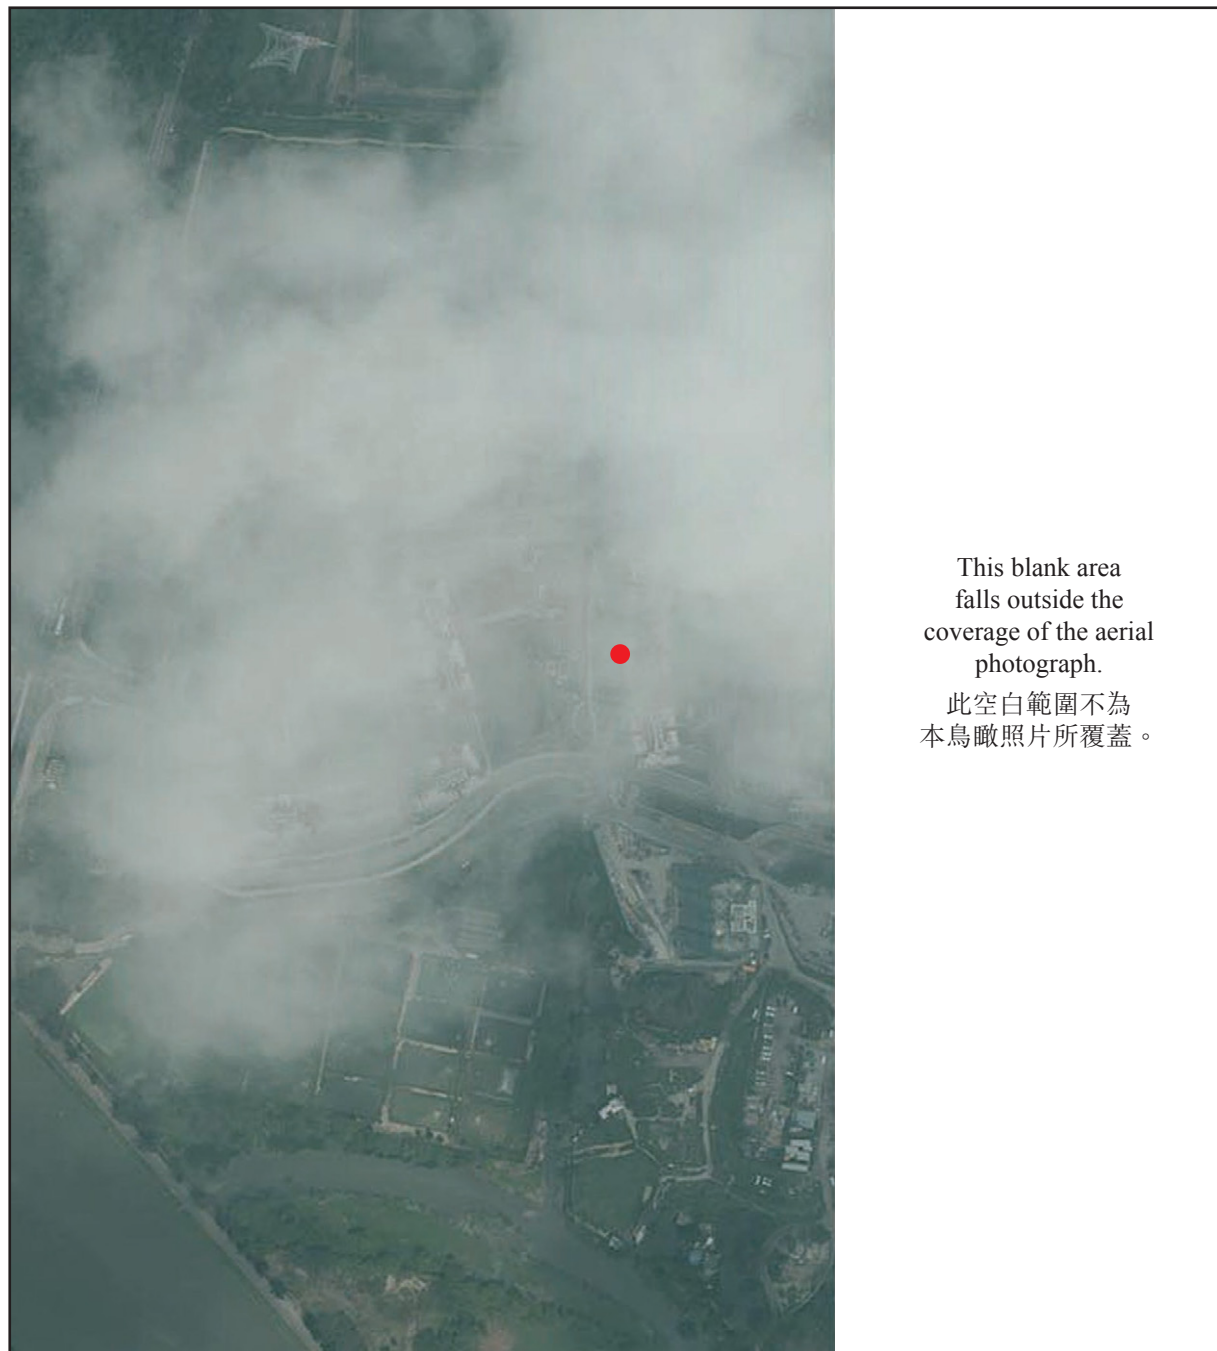 This blank area
falls outside the
coverage of the aerial
photograph.
此空白範圍不為
本鳥瞰照片所覆蓋。